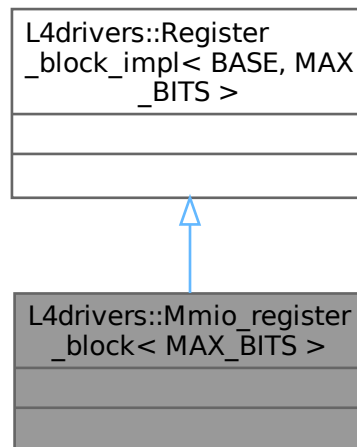 L4drivers::Register
_block_impl< BASE, MAX
_BITS >
L4drivers::Mmio_register
_block< MAX_BITS >